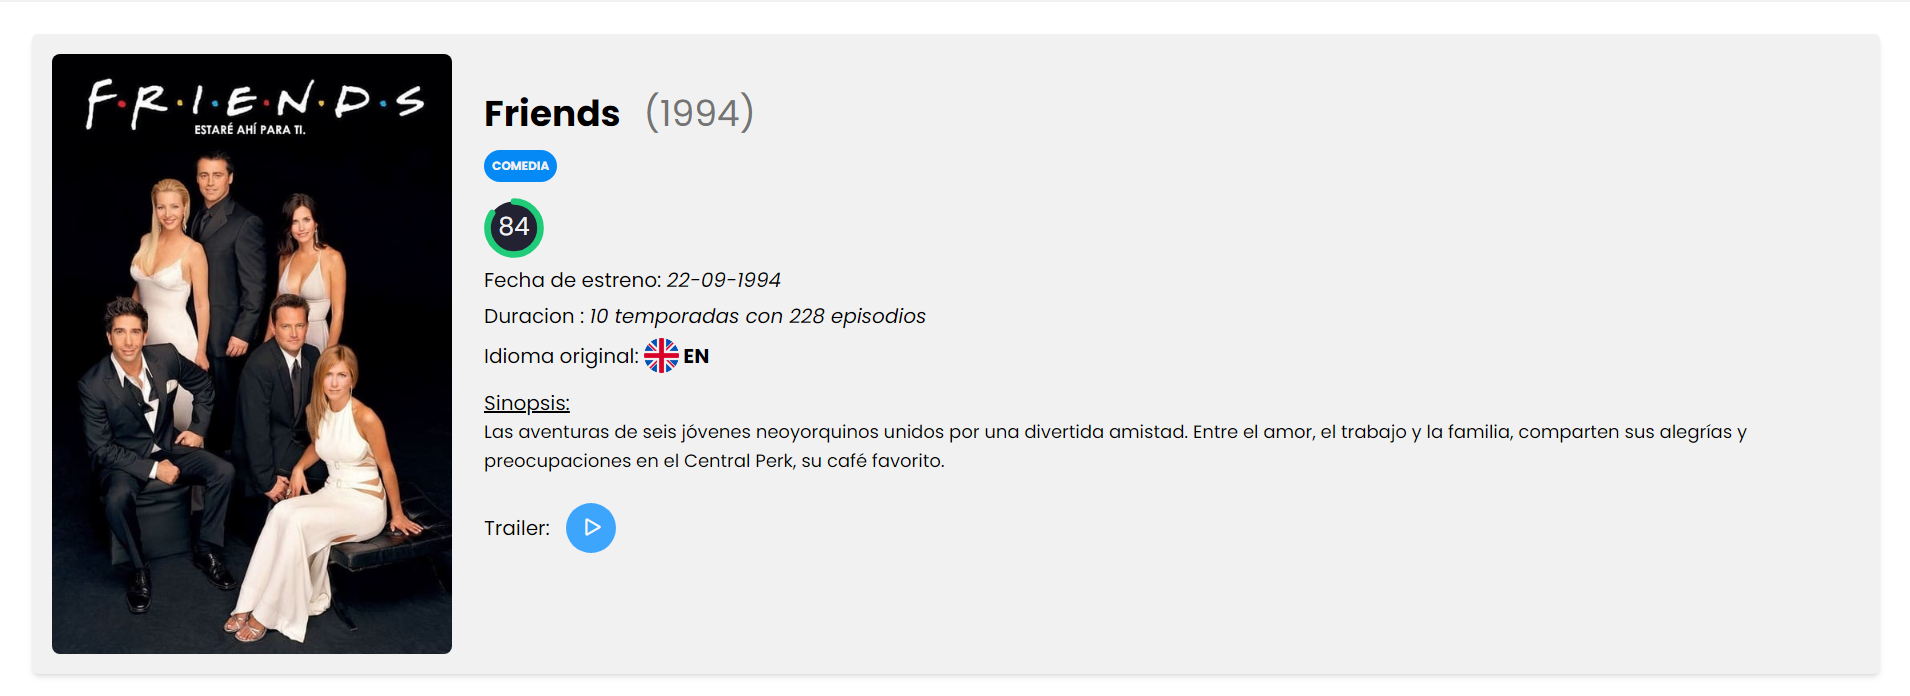 F·R·I·E·N·D·S
ESTARÉ AHÍ PARA TI.
Friends (1994)
COMEDIA
84
Fecha de estreno: 22-09-1994
Duracion : 10 temporadas con 228 episodios
Idioma original: EN
Sinopsis:
Las aventuras de seis jóvenes neoyorquinos unidos por una divertida amistad. Entre el amor, el trabajo y la familia, comparten sus alegrías y
preocupaciones en el Central Perk, su café favorito.
Trailer: